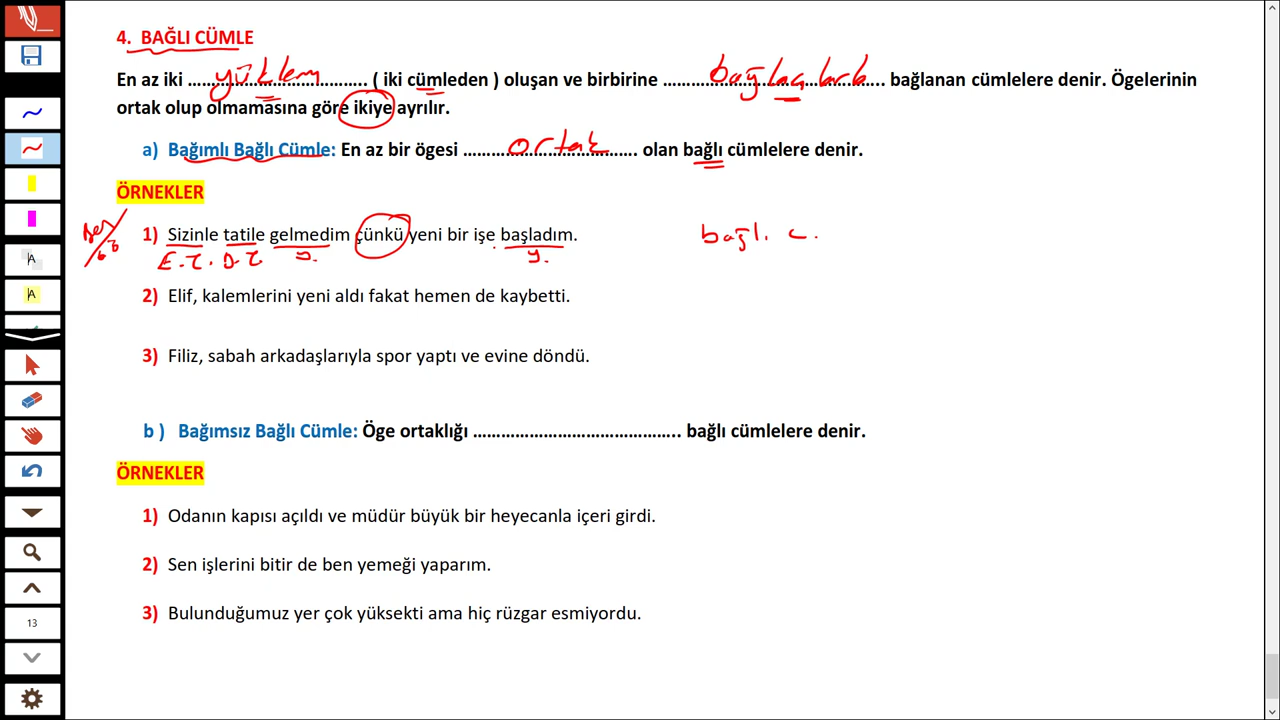 4. BAĞLI CÜMLE
En az iki ……yüklem……….. ( iki cümleden ) oluşan ve birbirine ………bağlaçlarla……….. bağlanan cümlelere denir. Ögelerinin
ortak olup olmamasına göre ikiye ayrılır.
a) Bağımlı Bağlı Cümle: En az bir ögesi ………ortak………. olan bağlı cümlelere denir.
ÖRNEKLER
Ben
1) Sizinle tatile gelmedim çünkü yeni bir işe başladım. bağlı c.
E.T. D.T. y. y.
2) Elif, kalemlerini yeni aldı fakat hemen de kaybetti.
3) Filiz, sabah arkadaşlarıyla spor yaptı ve evine döndü.
b ) Bağımsız Bağlı Cümle: Öge ortaklığı …………………………………….. bağlı cümlelere denir.
ÖRNEKLER
1) Odanın kapısı açıldı ve müdür büyük bir heyecanla içeri girdi.
2) Sen işlerini bitir de ben yemeği yaparım.
3) Bulunduğumuz yer çok yüksekti ama hiç rüzgar esmiyordu.
A
A
13